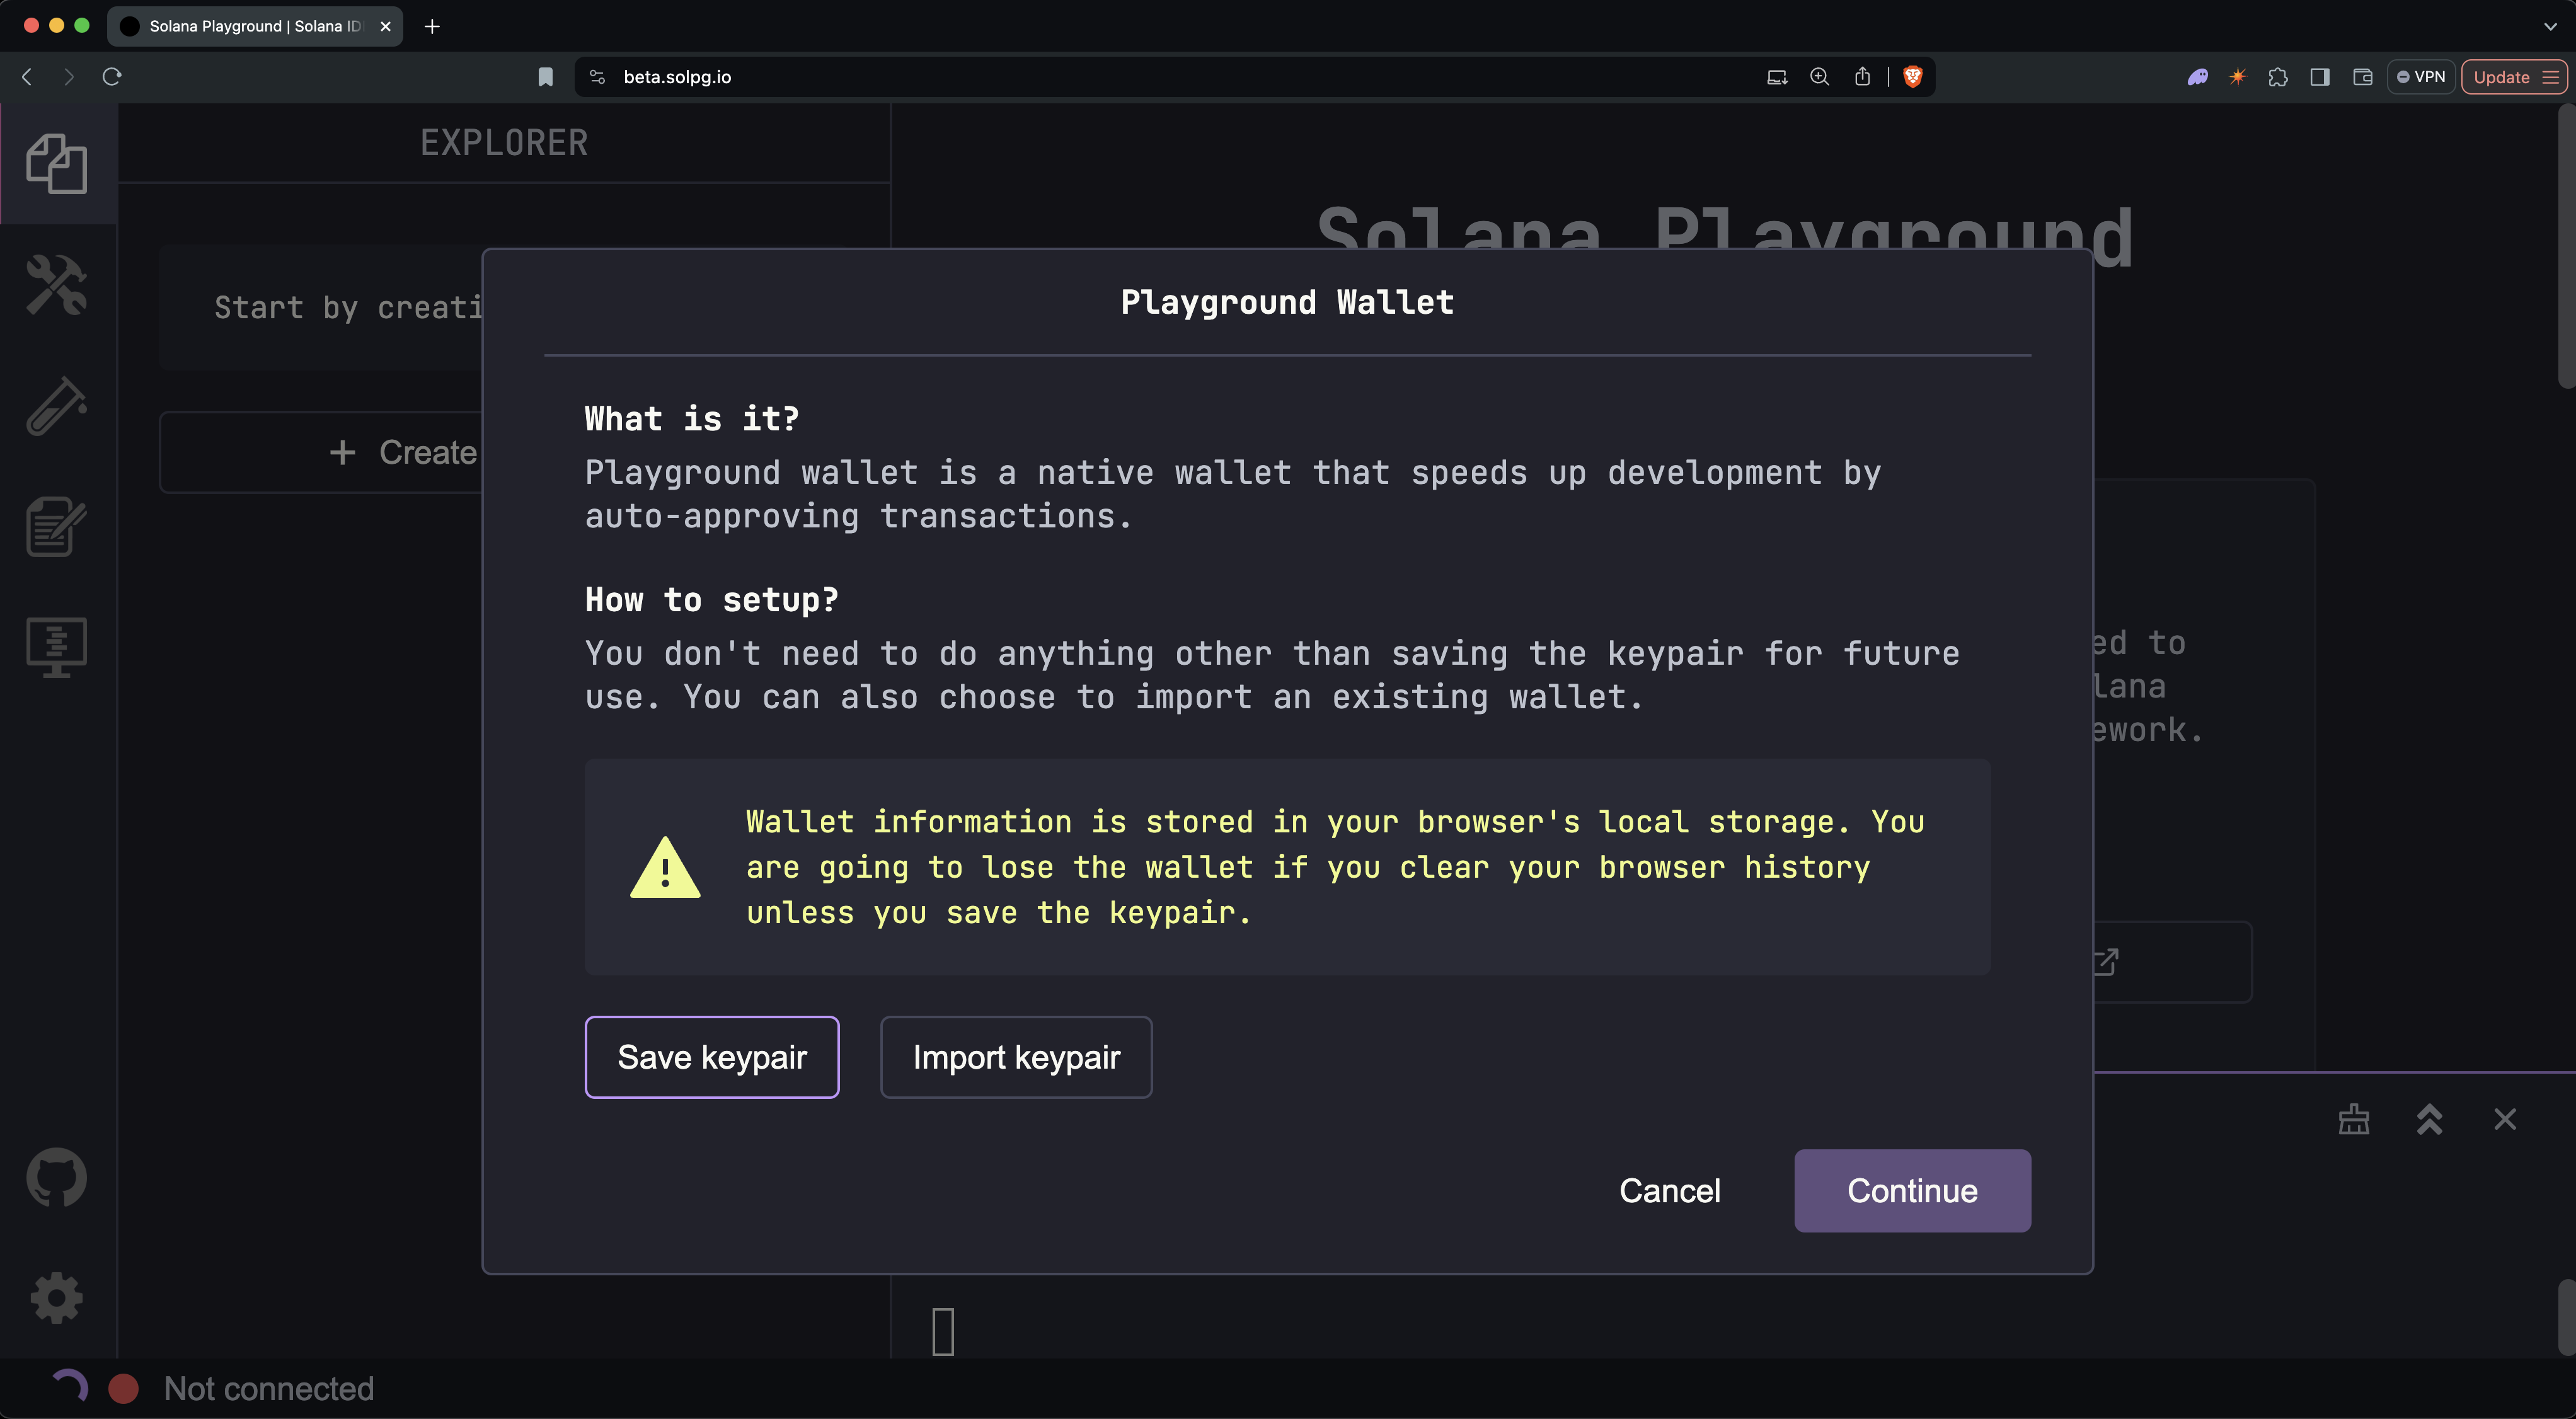 Solana Playground | Solana ID
beta.solpg.io
VPN
Update
EXPLORER
Solana Playground
Start by creati
+ Create
Playground Wallet
What is it?
Playground wallet is a native wallet that speeds up development by
auto-approving transactions.
How to setup?
You don't need to do anything other than saving the keypair for future
use. You can also choose to import an existing wallet.
ed to
lana
ework.
Wallet information is stored in your browser's local storage. You
are going to lose the wallet if you clear your browser history
unless you save the keypair.
Save keypair
Import keypair
Cancel
Continue
Not connected